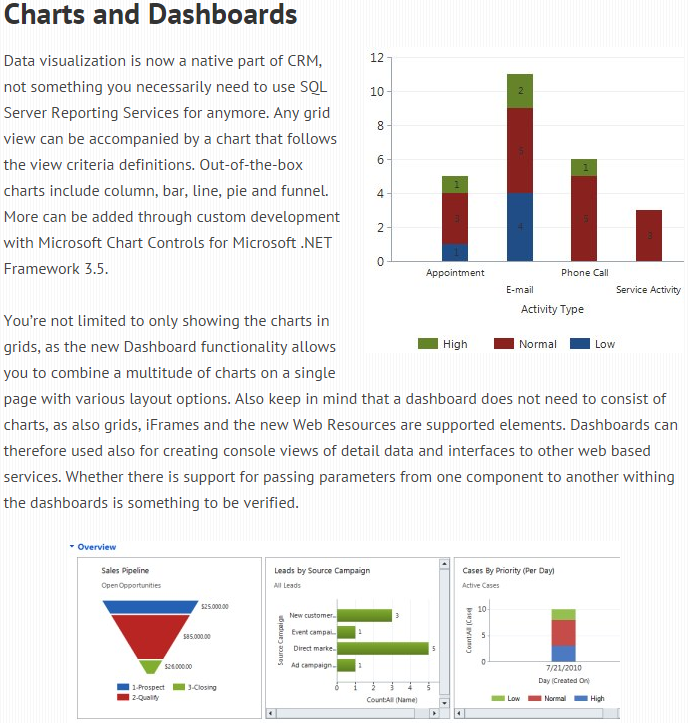 Charts and Dashboards
Data visualization is now a native part of CRM,
not something you necessarily need to use SQL
Server Reporting Services for anymore. Any grid
view can be accompanied by a chart that follows
the view criteria definitions. Out-of-the-box
charts include column, bar, line, pie and funnel.
More can be added through custom development
with Microsoft Chart Controls for Microsoft .NET
Framework 3.5.
12
10
8
6
4
2
0
1
3
1
2
5
4
1
5
3
Appointment
Phone Call
E-mail
Service Activity
Activity Type
High Normal Low
You're not limited to only showing the charts in
grids, as the new Dashboard functionality allows
you to combine a multitude of charts on a single
page with various layout options. Also keep in mind that a dashboard does not need to consist of
charts, as also grids, iFrames and the new Web Resources are supported elements. Dashboards can
therefore used also for creating console views of detail data and interfaces to other web based
services. Whether there is support for passing parameters from one component to another withing
the dashboards is something to be verified.
Overview
Sales Pipeline
Open Opportunities
$25,000.00
$85,000.00
$26,000.00
1-Prospect 3-Closing
2-Qualify
Leads by Source Campaign
All Leads
Source Campaign
New customer... 3
Event campai... 1
Direct marke... 5
Ad campaign... 1
0 1 2 3 4 5
CountAll (Name)
Cases By Priority (Per Day)
Active Cases
CountAll (Case)
10
5
0
7/21/2010
Day (Created On)
Low Normal High